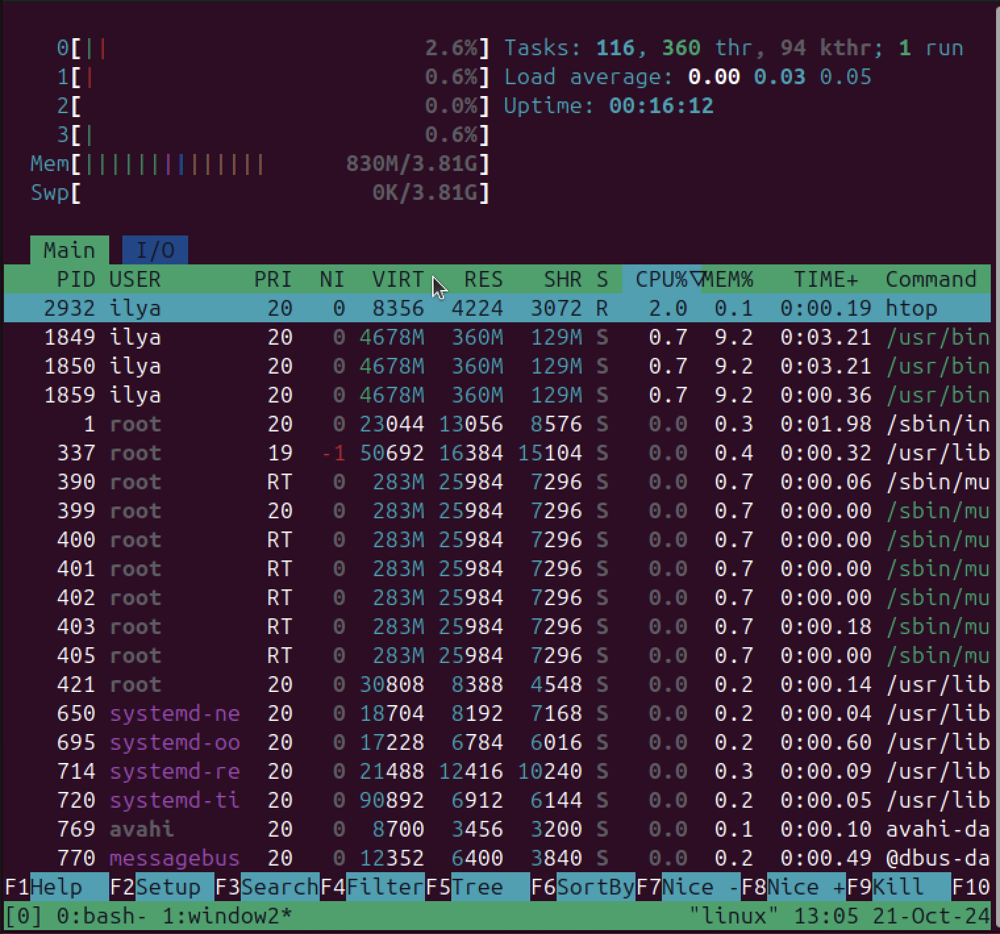 0[|| 2.6%] Tasks: 116, 360 thr, 94 kthr; 1 run
1[| 0.6%] Load average: 0.00 0.03 0.05
2[ 0.0%] Uptime: 00:16:12
3[| 0.6%]
Mem[|||||||||||||| 830M/3.81G]
Swp[ 0K/3.81G]
Main I/O
PID USER PRI NI VIRT RES SHR S CPU%▽MEM% TIME+ Command
2932 ilya 20 0 8356 4224 3072 R 2.0 0.1 0:00.19 htop
1849 ilya 20 0 4678M 360M 129M S 0.7 9.2 0:03.21 /usr/bin
1850 ilya 20 0 4678M 360M 129M S 0.7 9.2 0:03.21 /usr/bin
1859 ilya 20 0 4678M 360M 129M S 0.7 9.2 0:00.36 /usr/bin
1 root 20 0 23044 13056 8576 S 0.0 0.3 0:01.98 /sbin/in
337 root 19 -1 50692 16384 15104 S 0.0 0.4 0:00.32 /usr/lib
390 root RT 0 283M 25984 7296 S 0.0 0.7 0:00.06 /sbin/mu
399 root 20 0 283M 25984 7296 S 0.0 0.7 0:00.00 /sbin/mu
400 root RT 0 283M 25984 7296 S 0.0 0.7 0:00.00 /sbin/mu
401 root RT 0 283M 25984 7296 S 0.0 0.7 0:00.00 /sbin/mu
402 root RT 0 283M 25984 7296 S 0.0 0.7 0:00.00 /sbin/mu
403 root RT 0 283M 25984 7296 S 0.0 0.7 0:00.18 /sbin/mu
405 root RT 0 283M 25984 7296 S 0.0 0.7 0:00.00 /sbin/mu
421 root 20 0 30808 8388 4548 S 0.0 0.2 0:00.14 /usr/lib
650 systemd-ne 20 0 18704 8192 7168 S 0.0 0.2 0:00.04 /usr/lib
695 systemd-oo 20 0 17228 6784 6016 S 0.0 0.2 0:00.60 /usr/lib
714 systemd-re 20 0 21488 12416 10240 S 0.0 0.3 0:00.09 /usr/lib
720 systemd-ti 20 0 90892 6912 6144 S 0.0 0.2 0:00.05 /usr/lib
769 avahi 20 0 8700 3456 3200 S 0.0 0.1 0:00.10 avahi-da
770 messagebus 20 0 12352 6400 3840 S 0.0 0.2 0:00.49 @dbus-da
F1Help F2Setup F3SearchF4FilterF5Tree F6SortByF7Nice -F8Nice +F9Kill F10
[0] 0:bash- 1:window2* "linux" 13:05 21-Oct-24